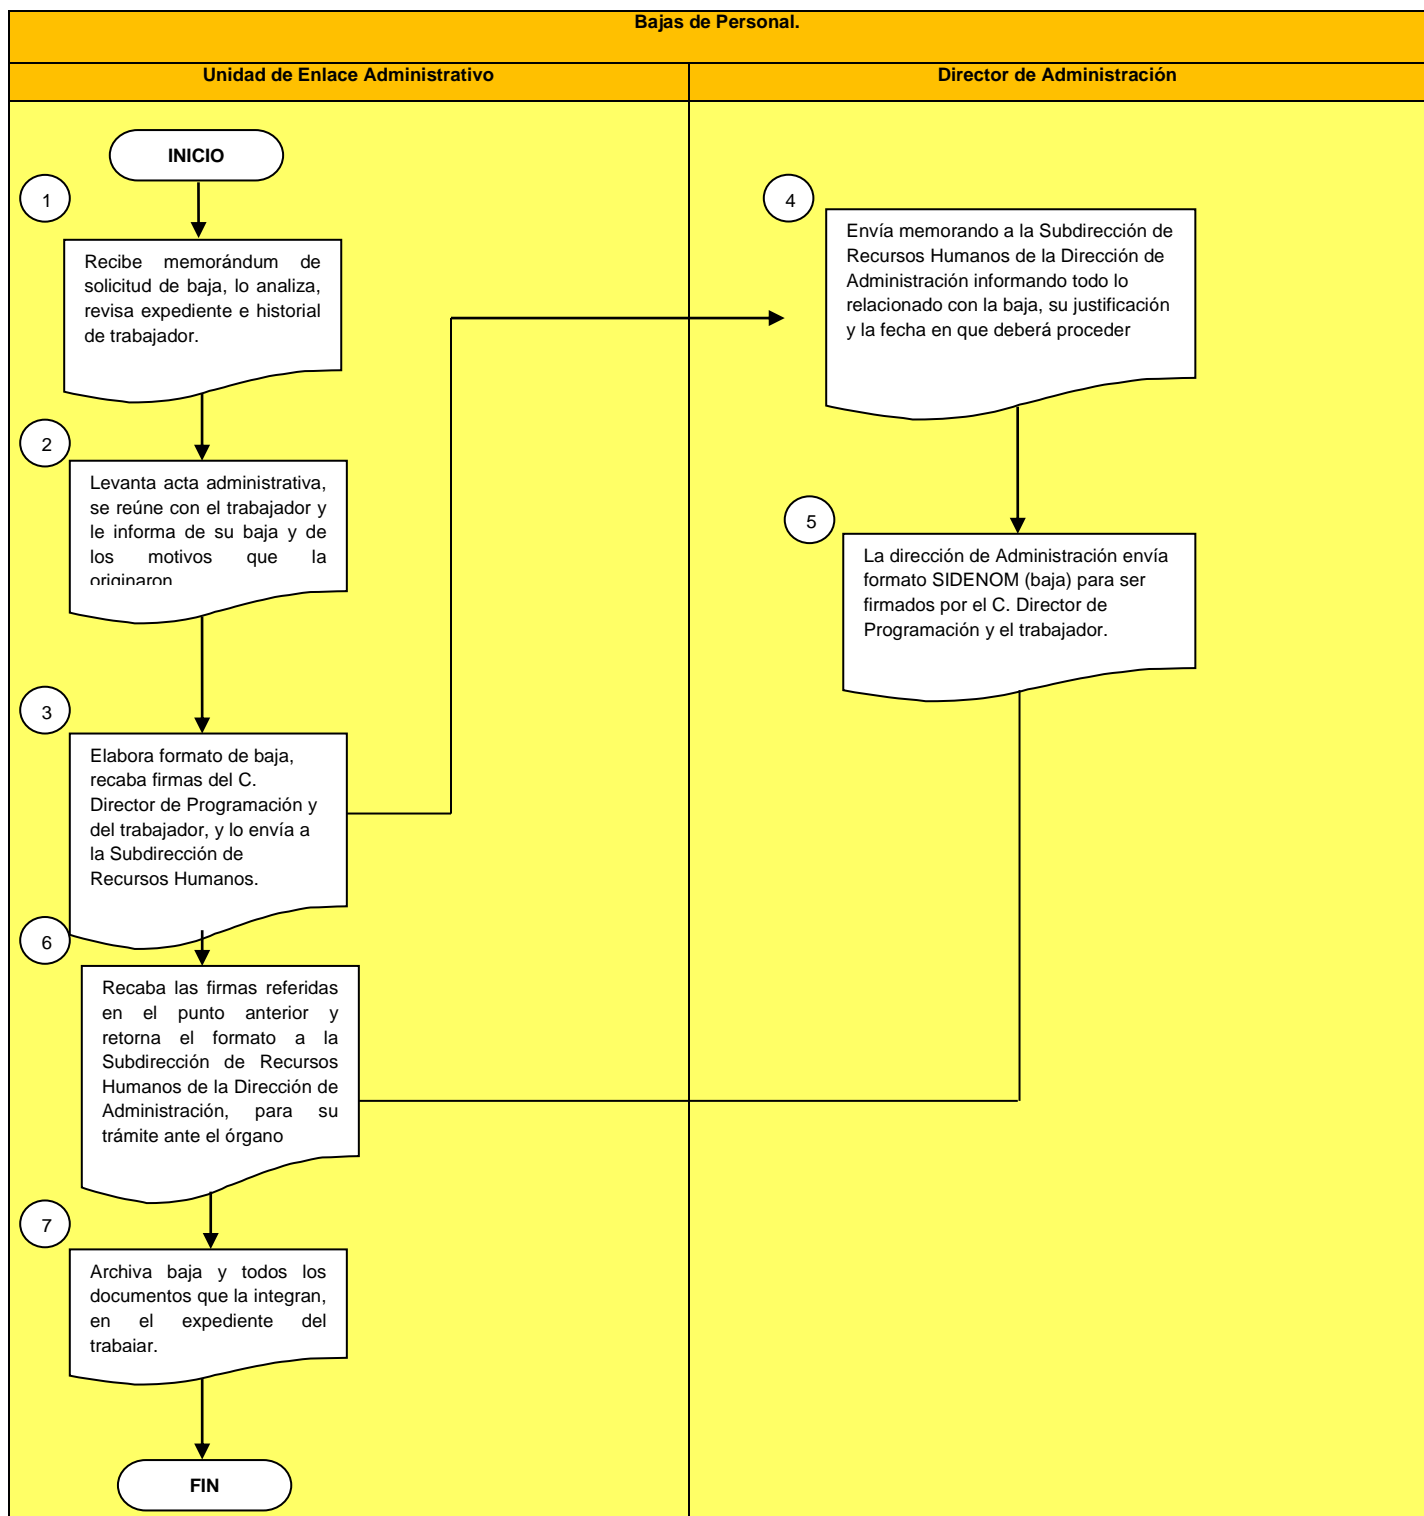 Bajas de Personal.
Unidad de Enlace Administrativo
Director de Administración
INICIO
1
Recibe memorándum de
solicitud de baja, lo analiza,
revisa expediente e historial
de trabajador.
2
Levanta acta administrativa,
se reúne con el trabajador y
le informa de su baja y de
los motivos que la
originaron
3
Elabora formato de baja,
recaba firmas del C.
Director de Programación y
del trabajador, y lo envía a
la Subdirección de
Recursos Humanos.
4
Envía memorando a la Subdirección de
Recursos Humanos de la Dirección de
Administración informando todo lo
relacionado con la baja, su justificación
y la fecha en que deberá proceder
5
La dirección de Administración envía
formato SIDENOM (baja) para ser
firmados por el C. Director de
Programación y el trabajador.
6
Recaba las firmas referidas
en el punto anterior y
retorna el formato a la
Subdirección de Recursos
Humanos de la Dirección de
Administración, para su
trámite ante el órgano
7
Archiva baja y todos los
documentos que la integran,
en el expediente del
trabajar.
FIN